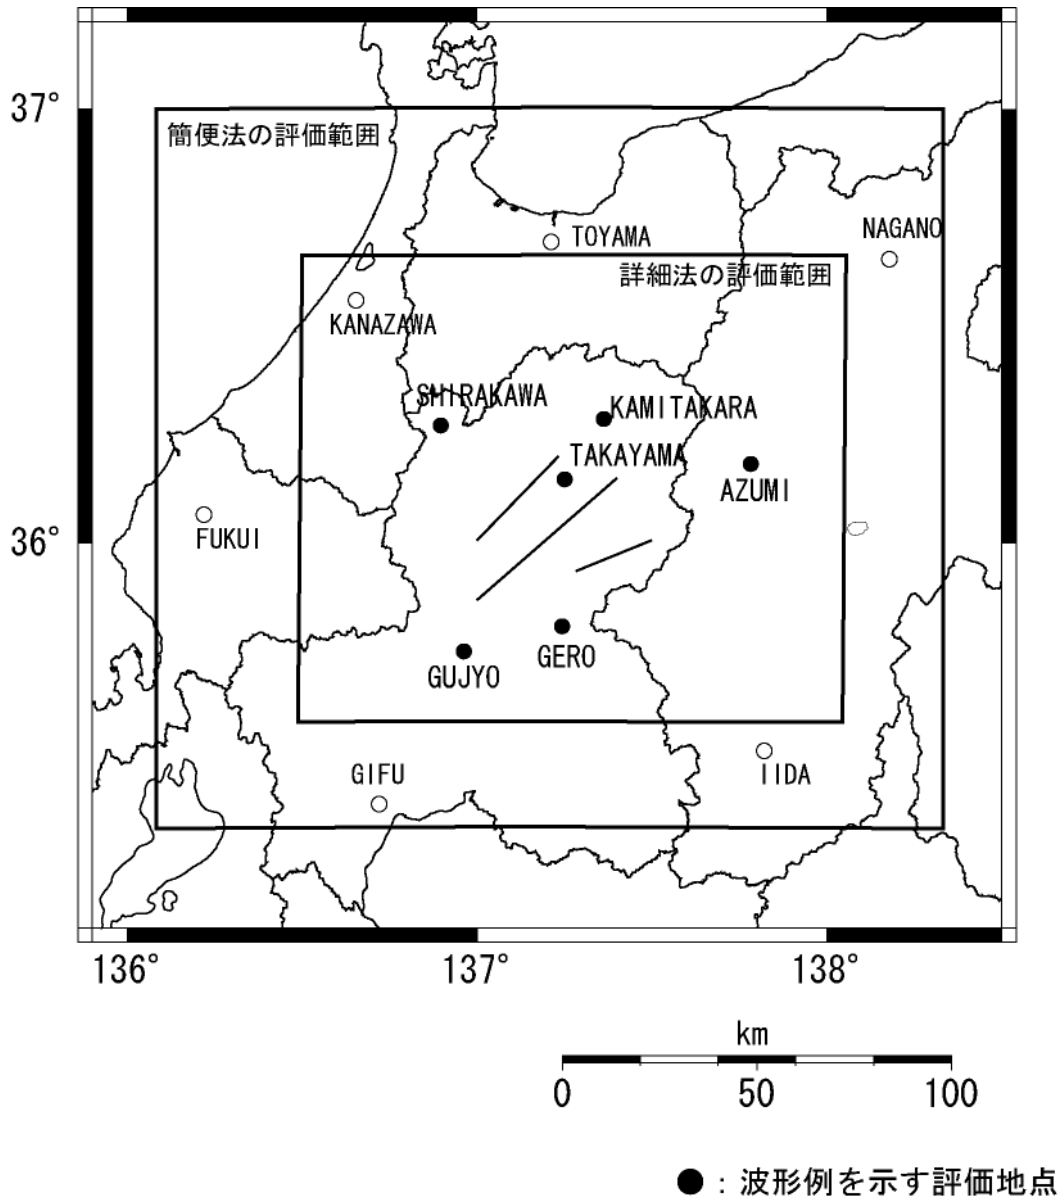 37°
簡便法の評価範囲
NAGANO
TOYAMA
詳細法の評価範囲
KANAZAWA
SHIRAKAWA
KAMITAKARA
TAKAYAMA
AZUMI
36°
FUKUI
GERO
GUJYO
GIFU
IIDA
136°
137°
138°
km
0
50
100
●：波形例を示す評価地点